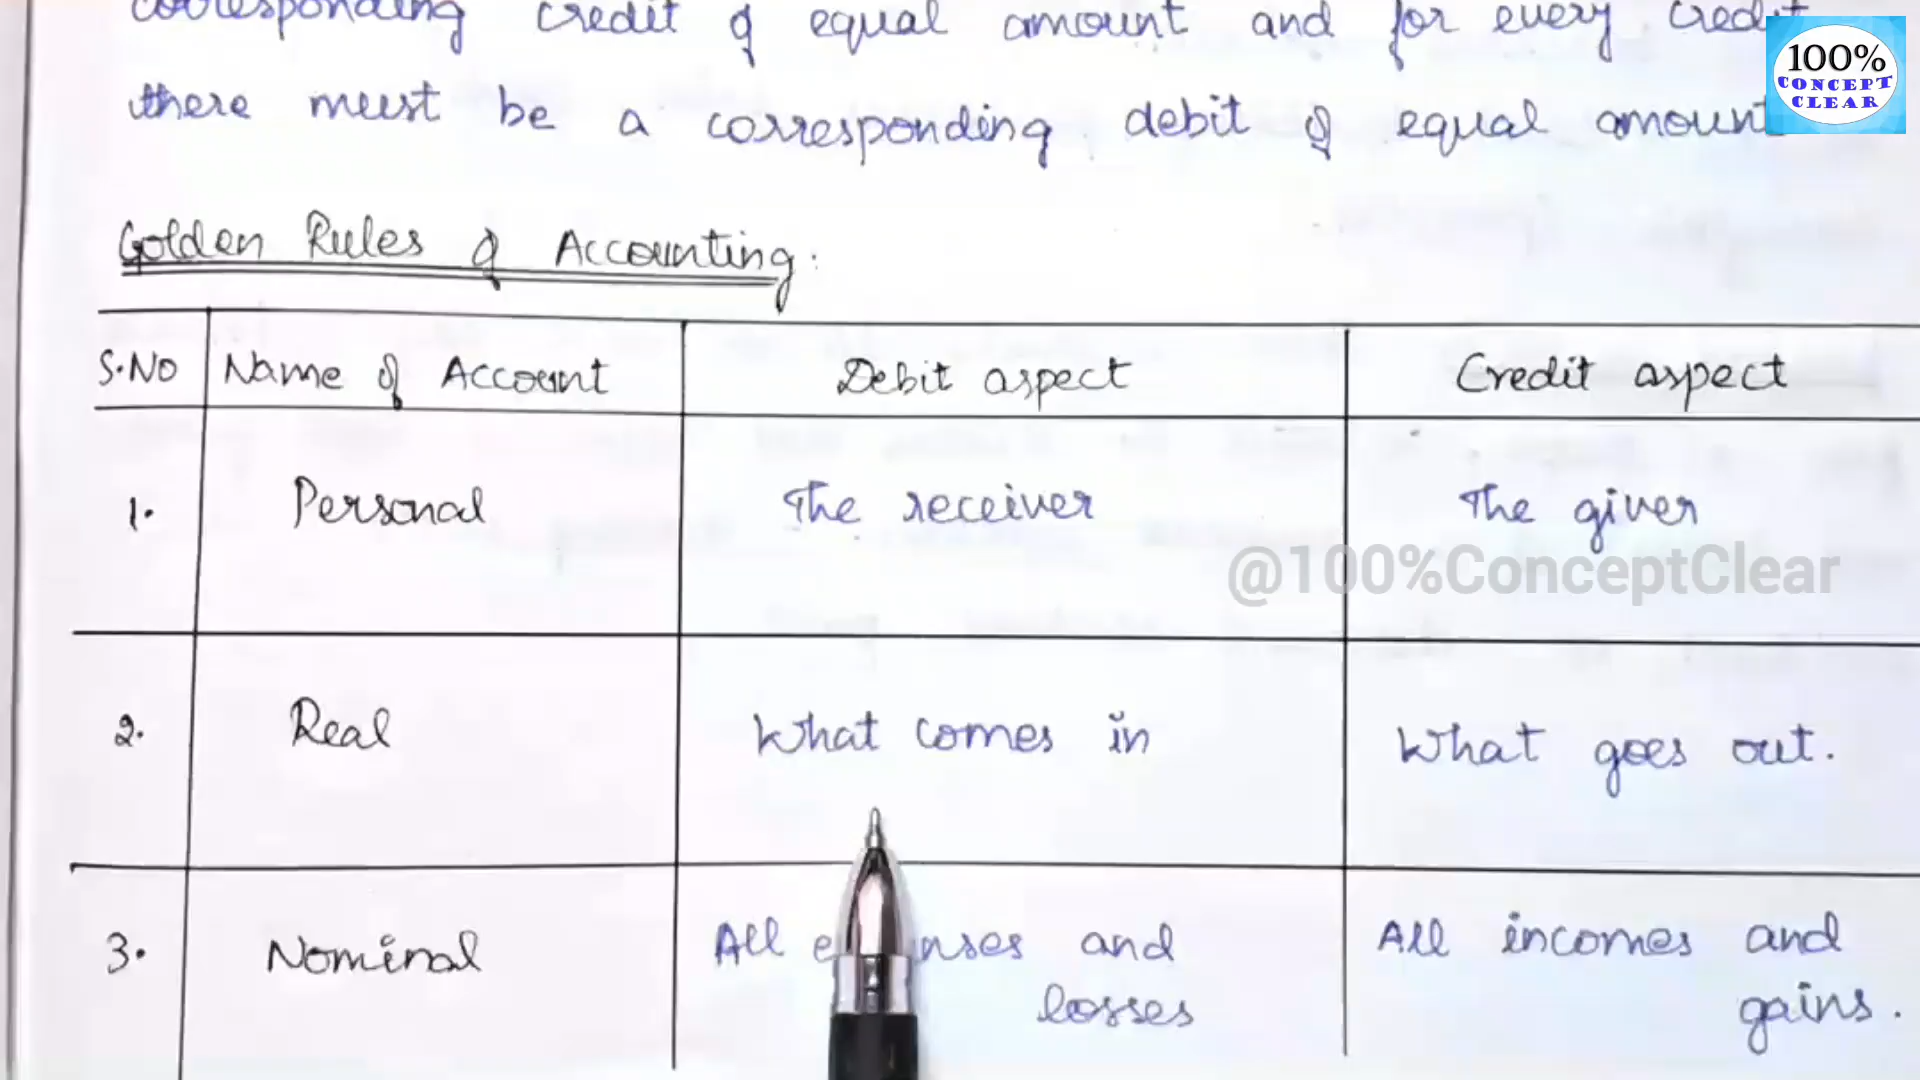 corresponding credit of equal amount and for every credit
there must be a corresponding debit of equal amount
100%
CONCEPT
CLEAR
Golden Rules of Accounting:
S.No Name of Account Debit aspect Credit aspect
1. Personal The receiver The giver
@100%ConceptClear
2. Real What comes in What goes out.
3. Nominal All and All incomes and
losses gains.